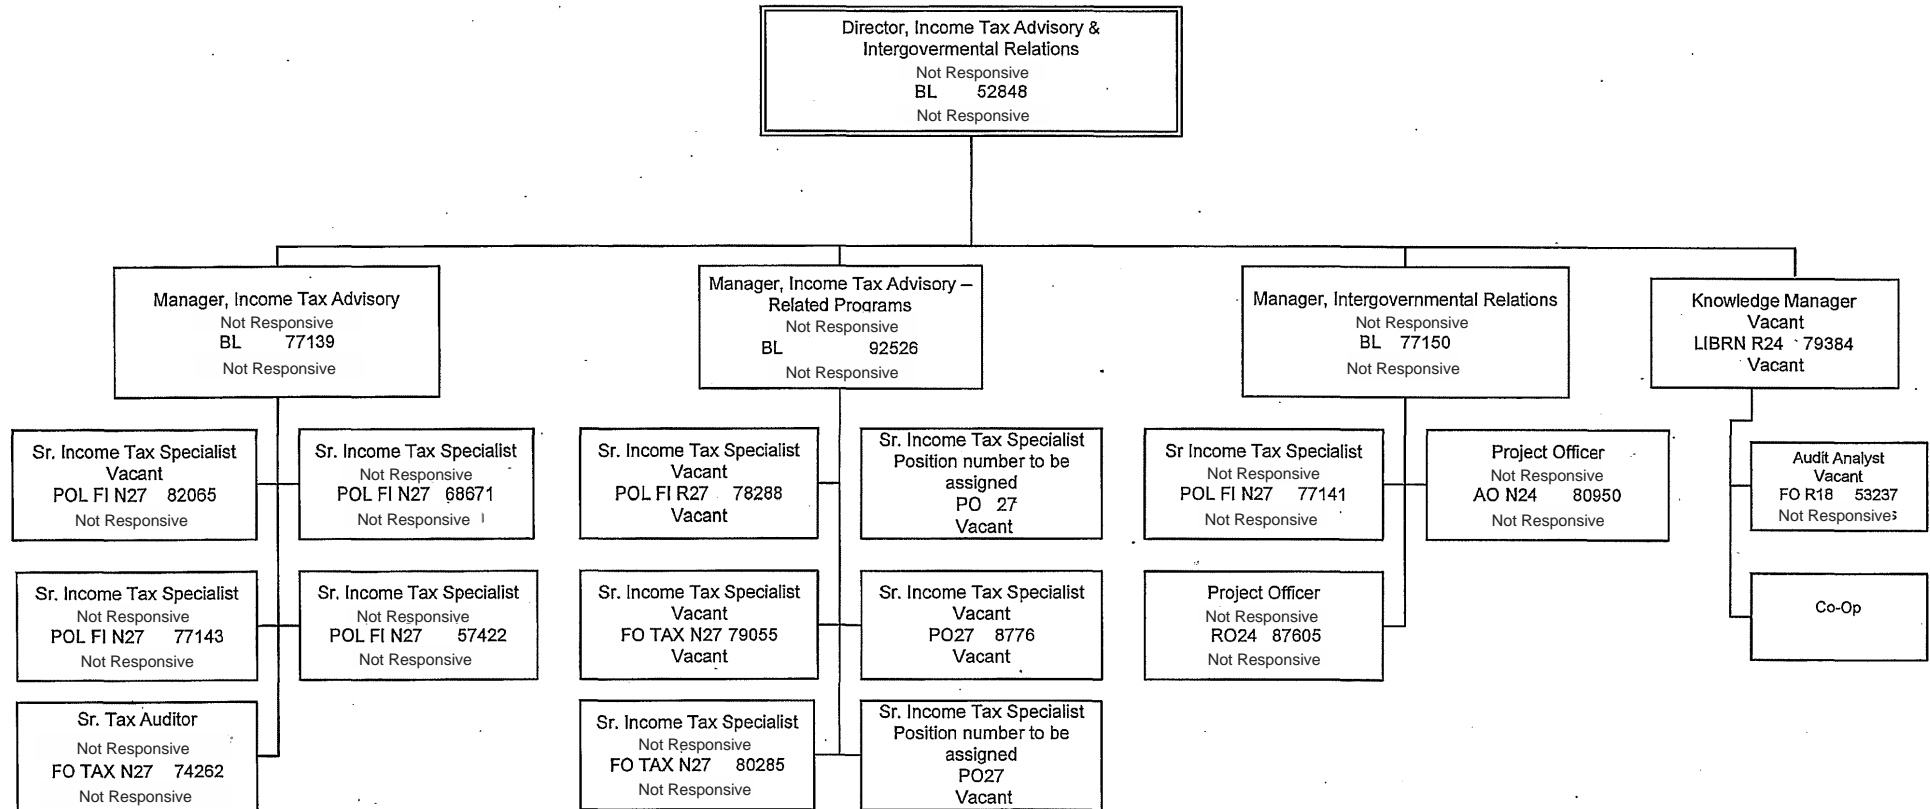 Director, Income Tax Advisory &
Intergovermental Relations
Not Responsive
BL 52848
Not Responsive
Manager, Income Tax Advisory
Not Responsive
BL 77139
Not Responsive
Manager, Income Tax Advisory –
Related Programs
Not Responsive
BL 92526
Not Responsive
Manager, Intergovernmental Relations
Not Responsive
BL 77150
Not Responsive
Knowledge Manager
Vacant
LIBRN R24 79384
Vacant
Sr. Income Tax Specialist
Vacant
POL FI N27 82065
Not Responsive
Sr. Income Tax Specialist
Not Responsive
POL FI N27 68671
Not Responsive
Sr. Income Tax Specialist
Vacant
POL FI R27 78288
Vacant
Sr. Income Tax Specialist
Position number to be
assigned
PO 27
Vacant
Sr Income Tax Specialist
Not Responsive
POL FI N27 77141
Not Responsive
Project Officer
Not Responsive
AO N24 80950
Not Responsive
Audit Analyst
Vacant
FO R18 53237
Not Responsive
Sr. Income Tax Specialist
Not Responsive
POL FI N27 77143
Not Responsive
Sr. Income Tax Specialist
Not Responsive
POL FI N27 57422
Not Responsive
Sr. Income Tax Specialist
Vacant
FO TAX N27 79055
Vacant
Sr. Income Tax Specialist
Vacant
PO27 8776
Vacant
Project Officer
Not Responsive
RO24 87605
Not Responsive
Co-Op
Sr. Tax Auditor
Not Responsive
FO TAX N27 74262
Not Responsive
Sr. Income Tax Specialist
Not Responsive
FO TAX N27 80285
Not Responsive
Sr. Income Tax Specialist
Position number to be
assigned
PO27
Vacant